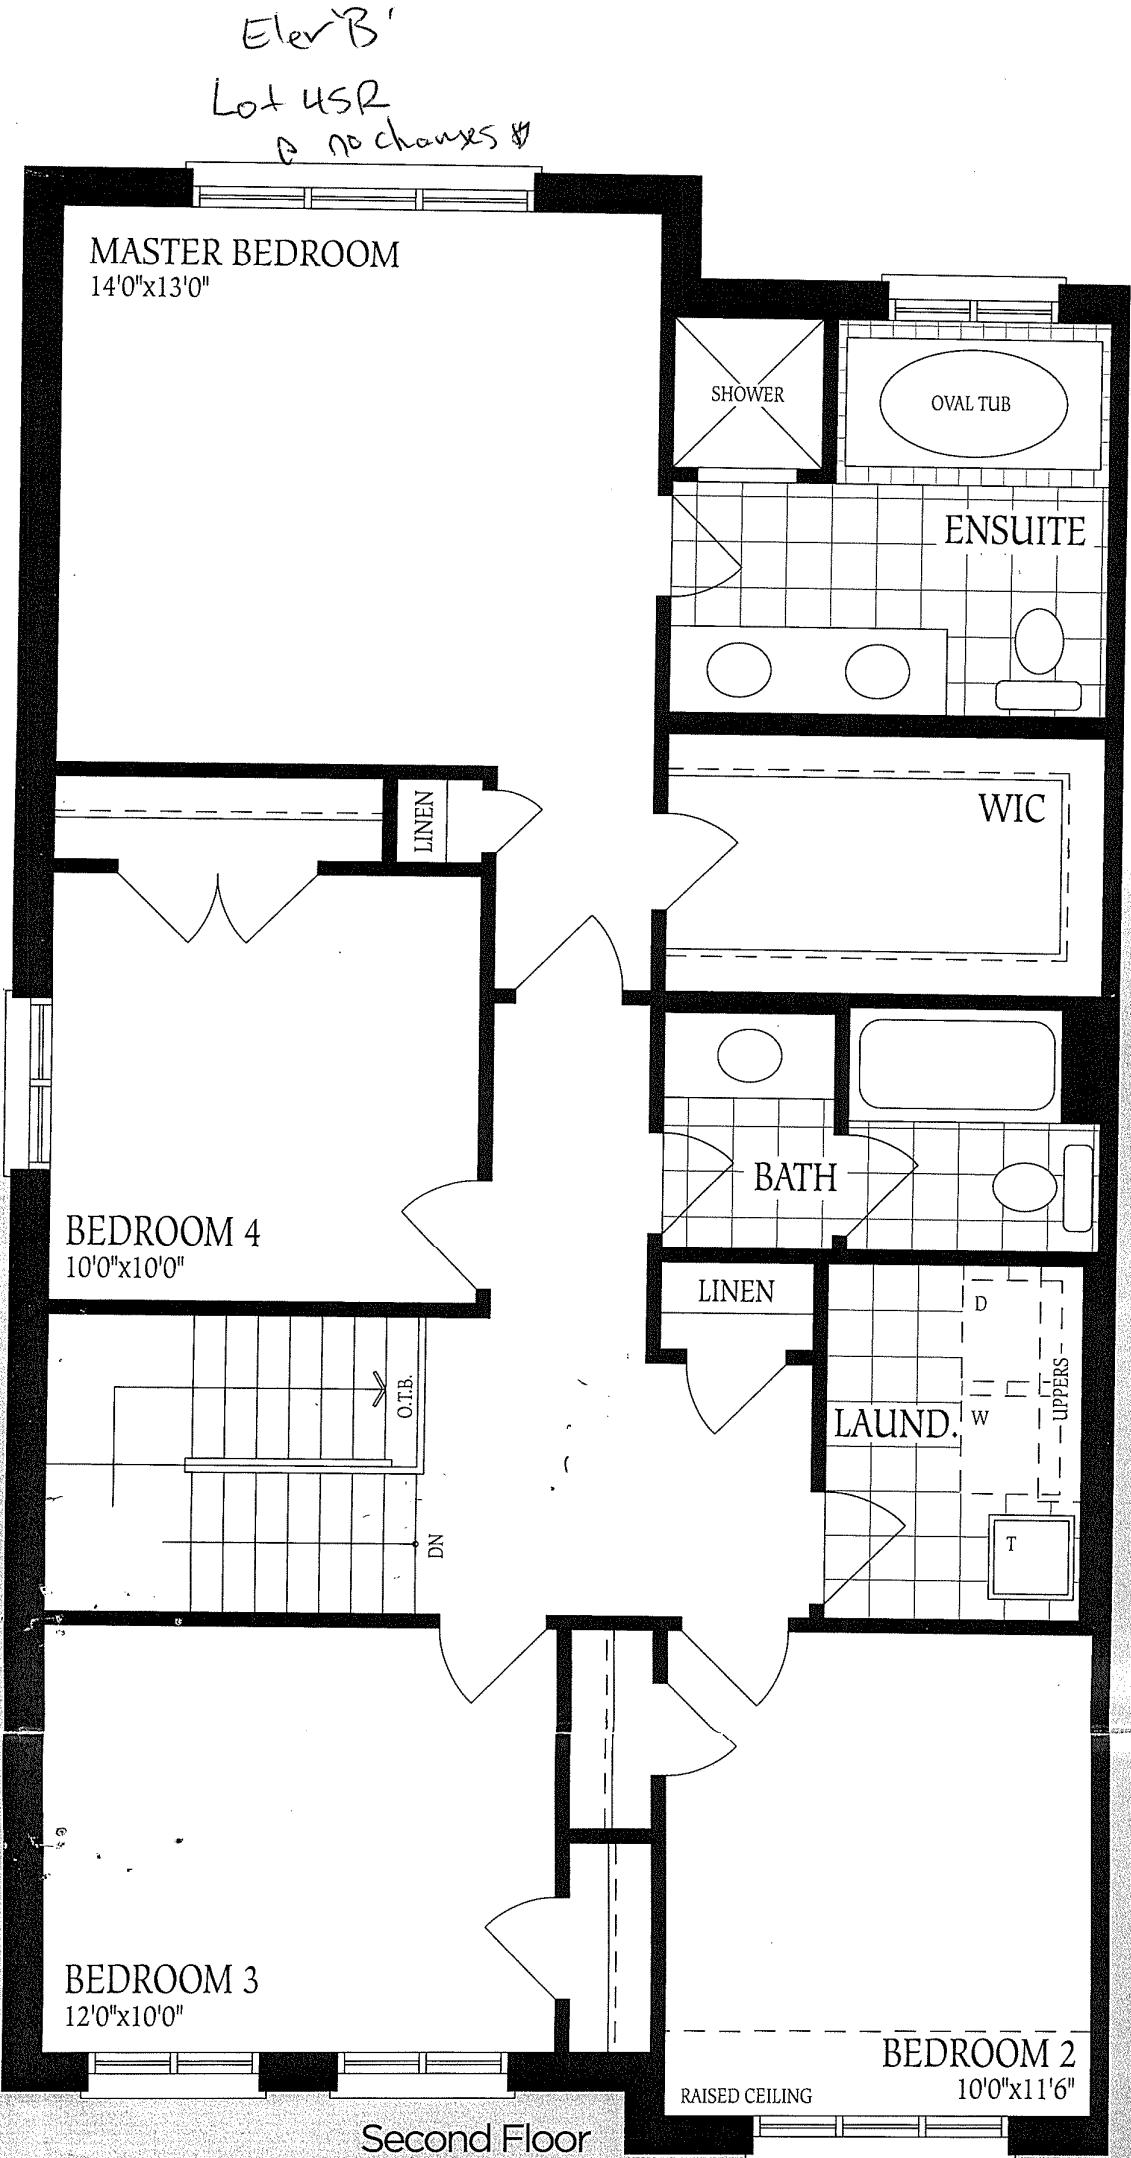 Elev 'B'
Lot 45R
no changes
MASTER BEDROOM
14'0"x13'0"
SHOWER
OVAL TUB
ENSUITE
LINEN
WIC
BEDROOM 4
10'0"x10'0"
BATH
LINEN
D
UPPERS
W
LAUND.
O.T.B.
T
DN
BEDROOM 3
12'0"x10'0"
BEDROOM 2
10'0"x11'6"
RAISED CEILING
Second Floor